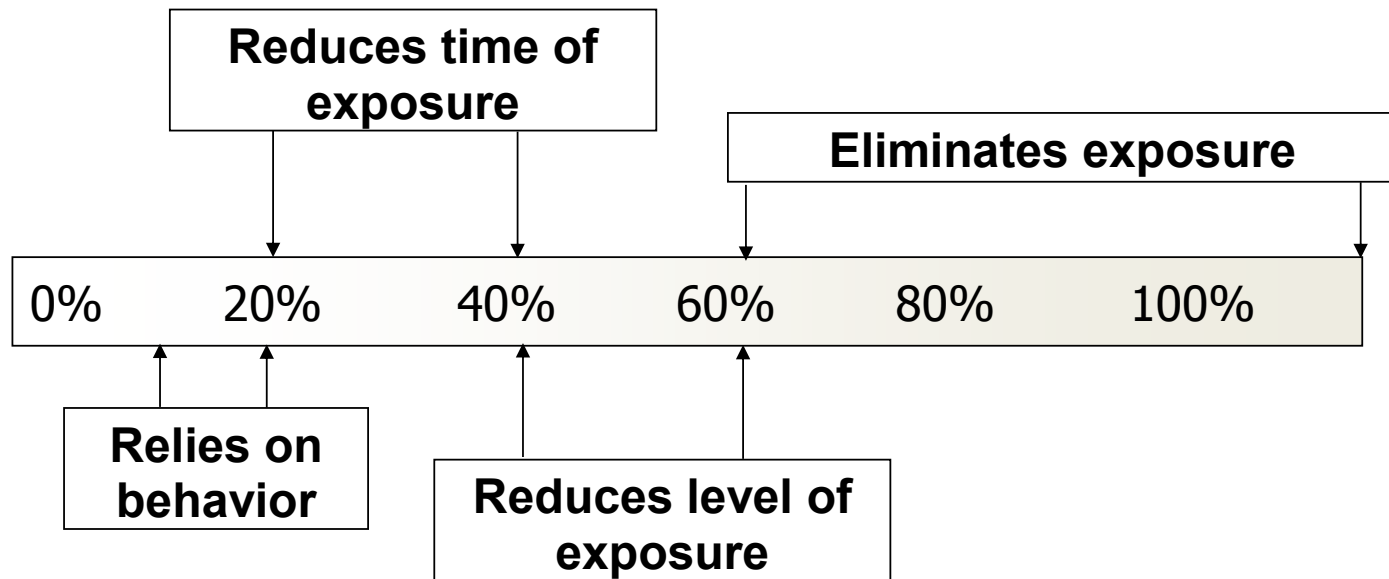 Reduces time of
exposure
Eliminates exposure
0% 20% 40% 60% 80% 100%
Relies on
behavior
Reduces level of
exposure